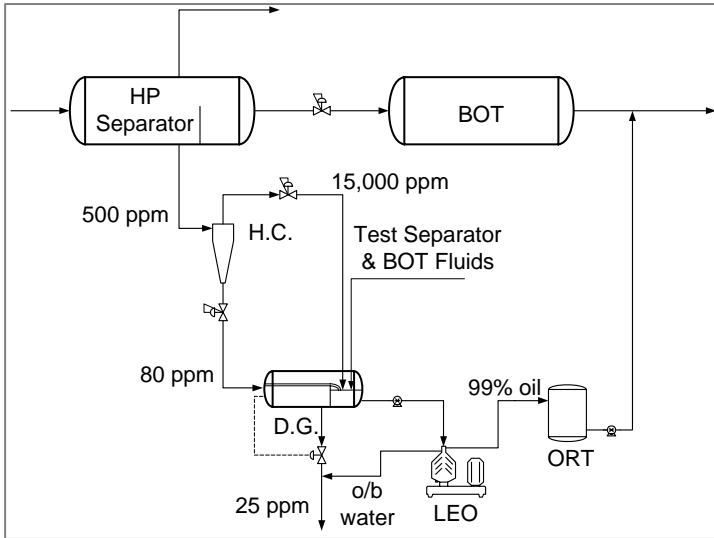 HP
Separator
BOT
15,000 ppm
500 ppm
H.C.
Test Separator
& BOT Fluids
80 ppm
99% oil
D.G.
ORT
25 ppm
o/b
water
LEO